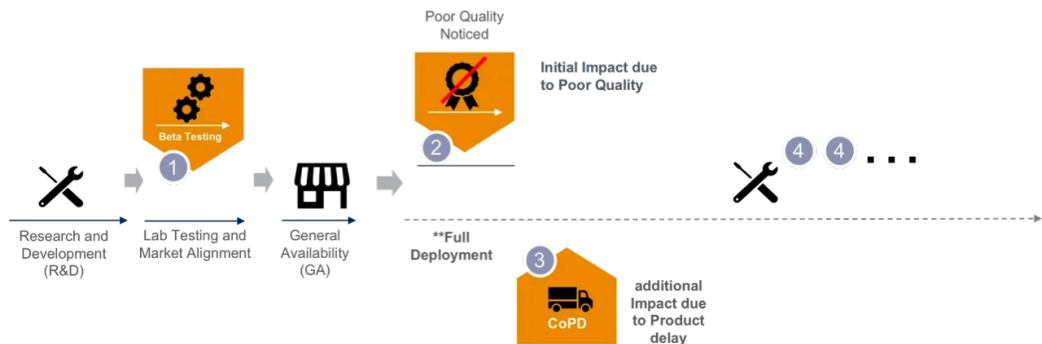 Poor Quality
Noticed
Initial Impact due
to Poor Quality
Beta Testing
1
2
4
4
...
Research and
Development
(R&D)
Lab Testing and
Market Alignment
General
Availability
(GA)
**Full
Deployment
3
CoPD
additional
Impact due
to Product
delay